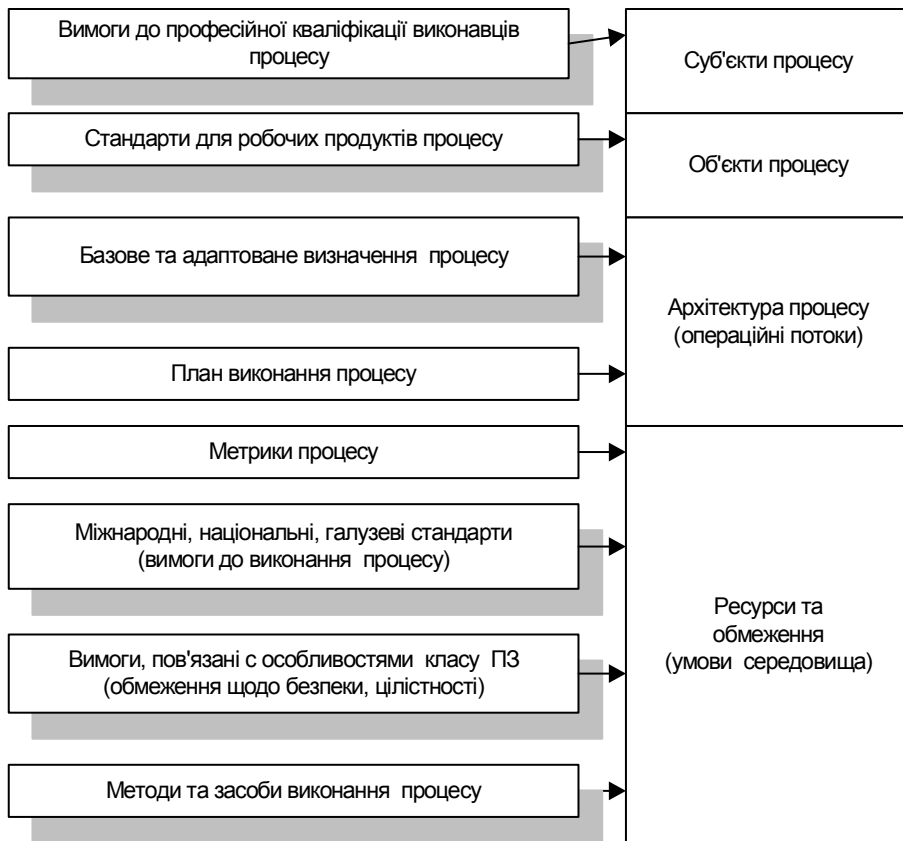 Вимоги до професійної кваліфікації виконавців
процесу
Суб'єкти процесу
Стандарти для робочих продуктів процесу
Об'єкти процесу
Базове та адаптоване визначення процесу
Архітектура процесу
(операційні потоки)
План виконання процесу
Метрики процесу
Міжнародні, національні, галузеві стандарти
(вимоги до виконання процесу)
Ресурси та
обмеження
(умови середовища)
Вимоги, пов'язані с особливостями класу ПЗ
(обмеження щодо безпеки, цілістності)
Методи та засоби виконання процесу